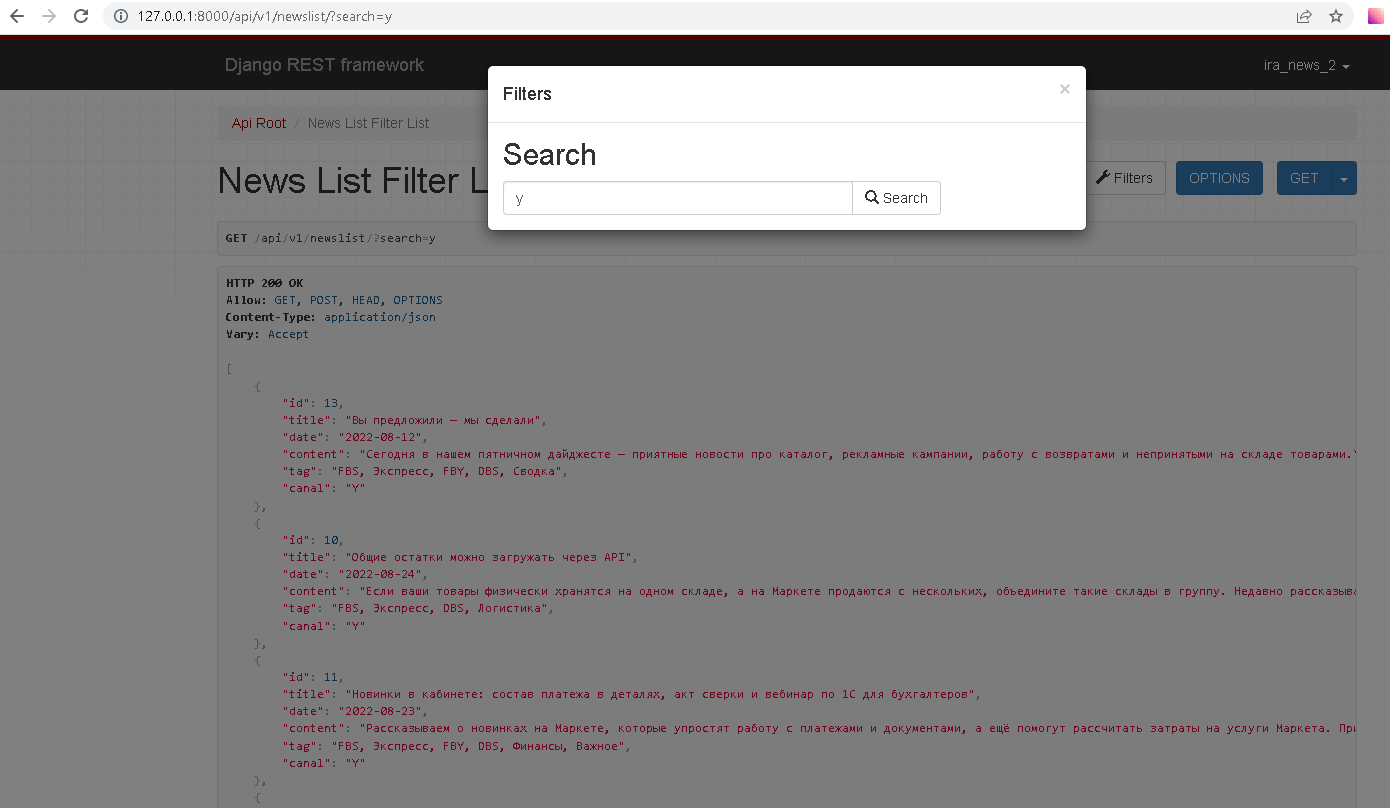 127.0.0.1:8000/api/v1/newslist/?search=y
Django REST framework
ira_news_2
Filters
×
Api Root / News List Filter List
Search
News List Filter L
Filters
OPTIONS
GET
y
Search
GET /api/v1/newslist/?search=y
HTTP 200 OK
Allow: GET, POST, HEAD, OPTIONS
Content-Type: application/json
Vary: Accept
[
{
"id": 13,
"title": "Вы предложили — мы сделали",
"date": "2022-08-12",
"content": "Сегодня в нашем пятничном дайджесте — приятные новости про каталог, рекламные кампании, работу с возвратами и непринятыми на складе товарами.
"tag": "FBS, Экспресс, FBY, DBS, Сводка",
"canal": "Y"
},
{
"id": 10,
"title": "Общие остатки можно загружать через API",
"date": "2022-08-24",
"content": "Если ваши товары физически хранятся на одном складе, а на Маркете продаются с нескольких, объедините такие склады в группу. Недавно рассказыва
"tag": "FBS, Экспресс, DBS, Логистика",
"canal": "Y"
},
{
"id": 11,
"title": "Новинки в кабинете: состав платежа в деталях, акт сверки и вебинар по 1С для бухгалтеров",
"date": "2022-08-23",
"content": "Рассказываем о новинках на Маркете, которые упростят работу с платежами и документами, а ещё помогут рассчитать затраты на услуги Маркета. При
"tag": "FBS, Экспресс, FBY, DBS, Финансы, Важное",
"canal": "Y"
},
{